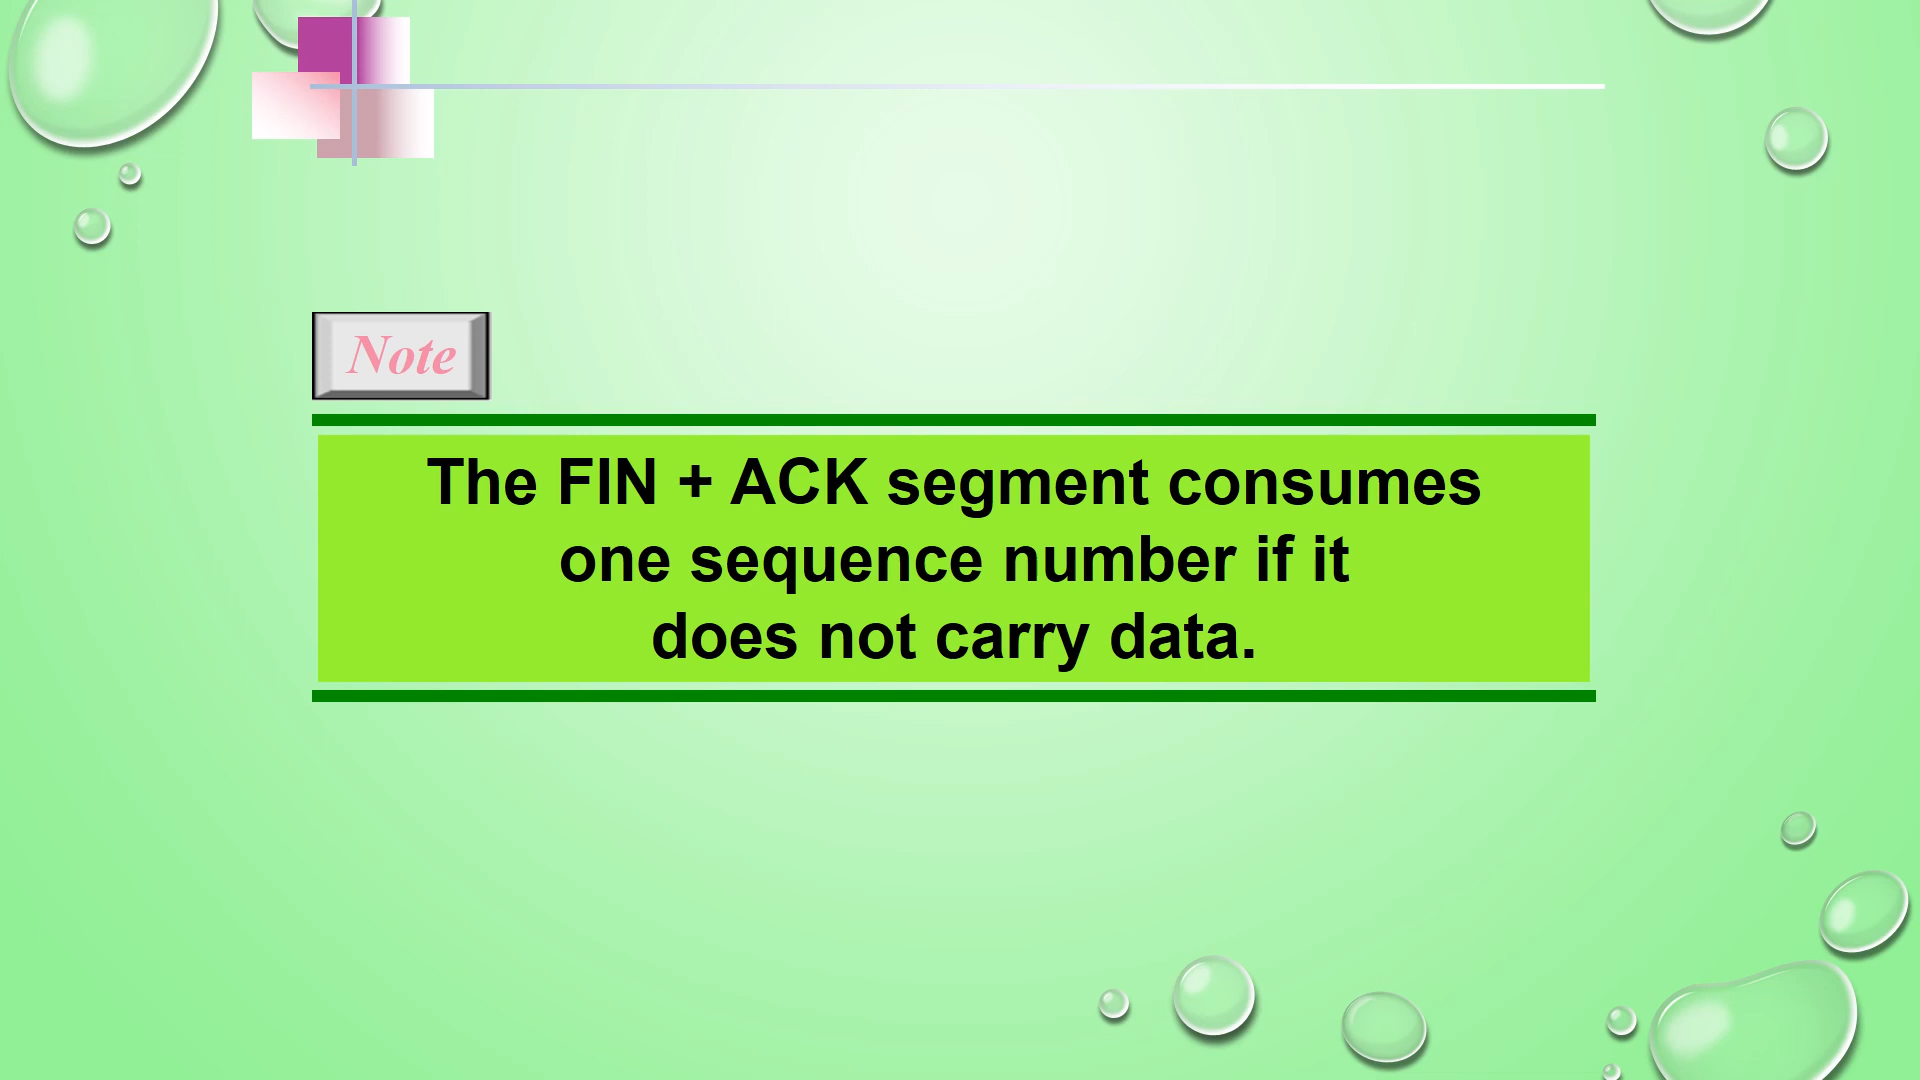 Note
The FIN + ACK segment consumes
one sequence number if it
does not carry data.